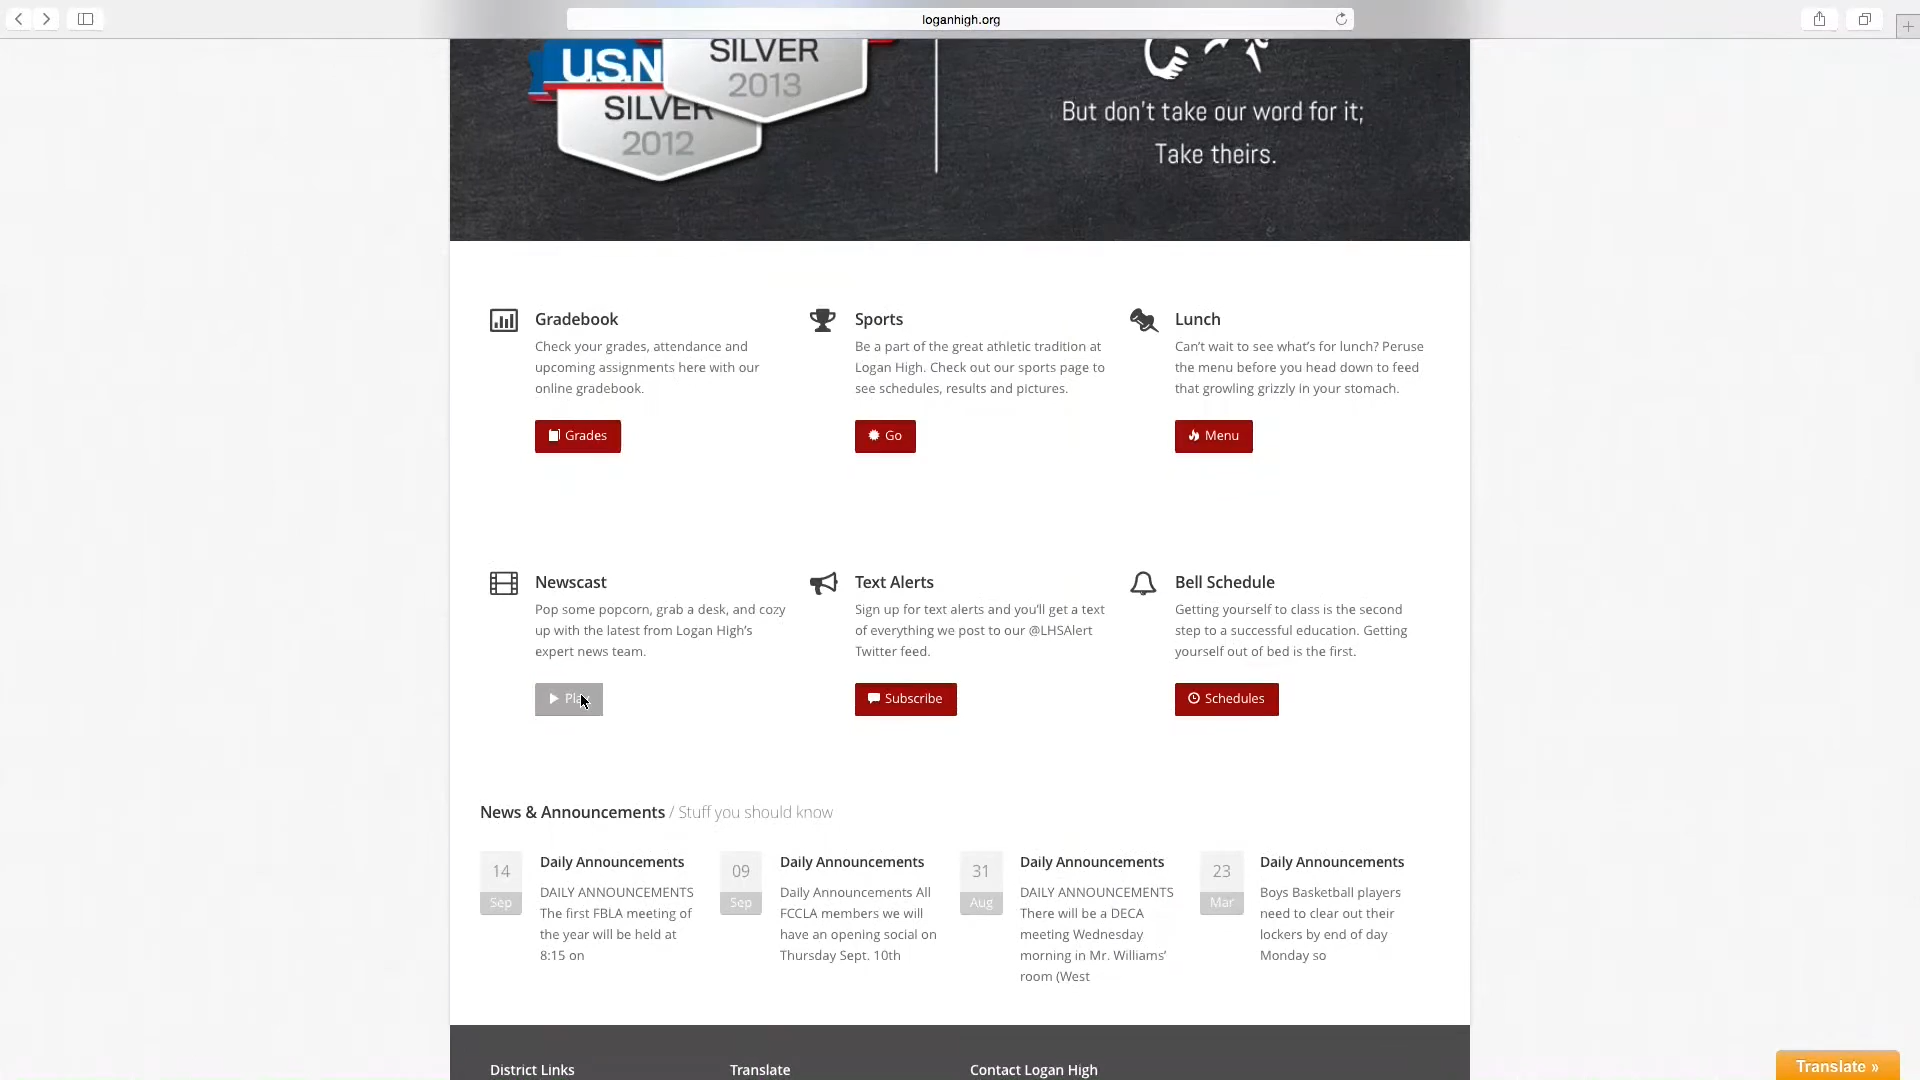 loganhigh.org
U.S.N
SILVER
2013
SILVER
2012
But don't take our word for it;
Take theirs.
Gradebook
Check your grades, attendance and
upcoming assignments here with our
online gradebook.
Grades
Sports
Be a part of the great athletic tradition at
Logan High. Check out our sports page to
see schedules, results and pictures.
Go
Lunch
Can't wait to see what's for lunch? Peruse
the menu before you head down to feed
that growling grizzly in your stomach.
Menu
Newscast
Pop some popcorn, grab a desk, and cozy
up with the latest from Logan High's
expert news team.
Play
Text Alerts
Sign up for text alerts and you'll get a text
of everything we post to our @LHSAlert
Twitter feed.
Subscribe
Bell Schedule
Getting yourself to class is the second
step to a successful education. Getting
yourself out of bed is the first.
Schedules
News & Announcements / Stuff you should know
14
Sep
Daily Announcements
DAILY ANNOUNCEMENTS
The first FBLA meeting of
the year will be held at
8:15 on
09
Sep
Daily Announcements
Daily Announcements All
FCCLA members we will
have an opening social on
Thursday Sept. 10th
31
Aug
Daily Announcements
DAILY ANNOUNCEMENTS
There will be a DECA
meeting Wednesday
morning in Mr. Williams'
room (West
23
Mar
Daily Announcements
Boys Basketball players
need to clear out their
lockers by end of day
Monday so
District Links
Translate
Contact Logan High
Translate »